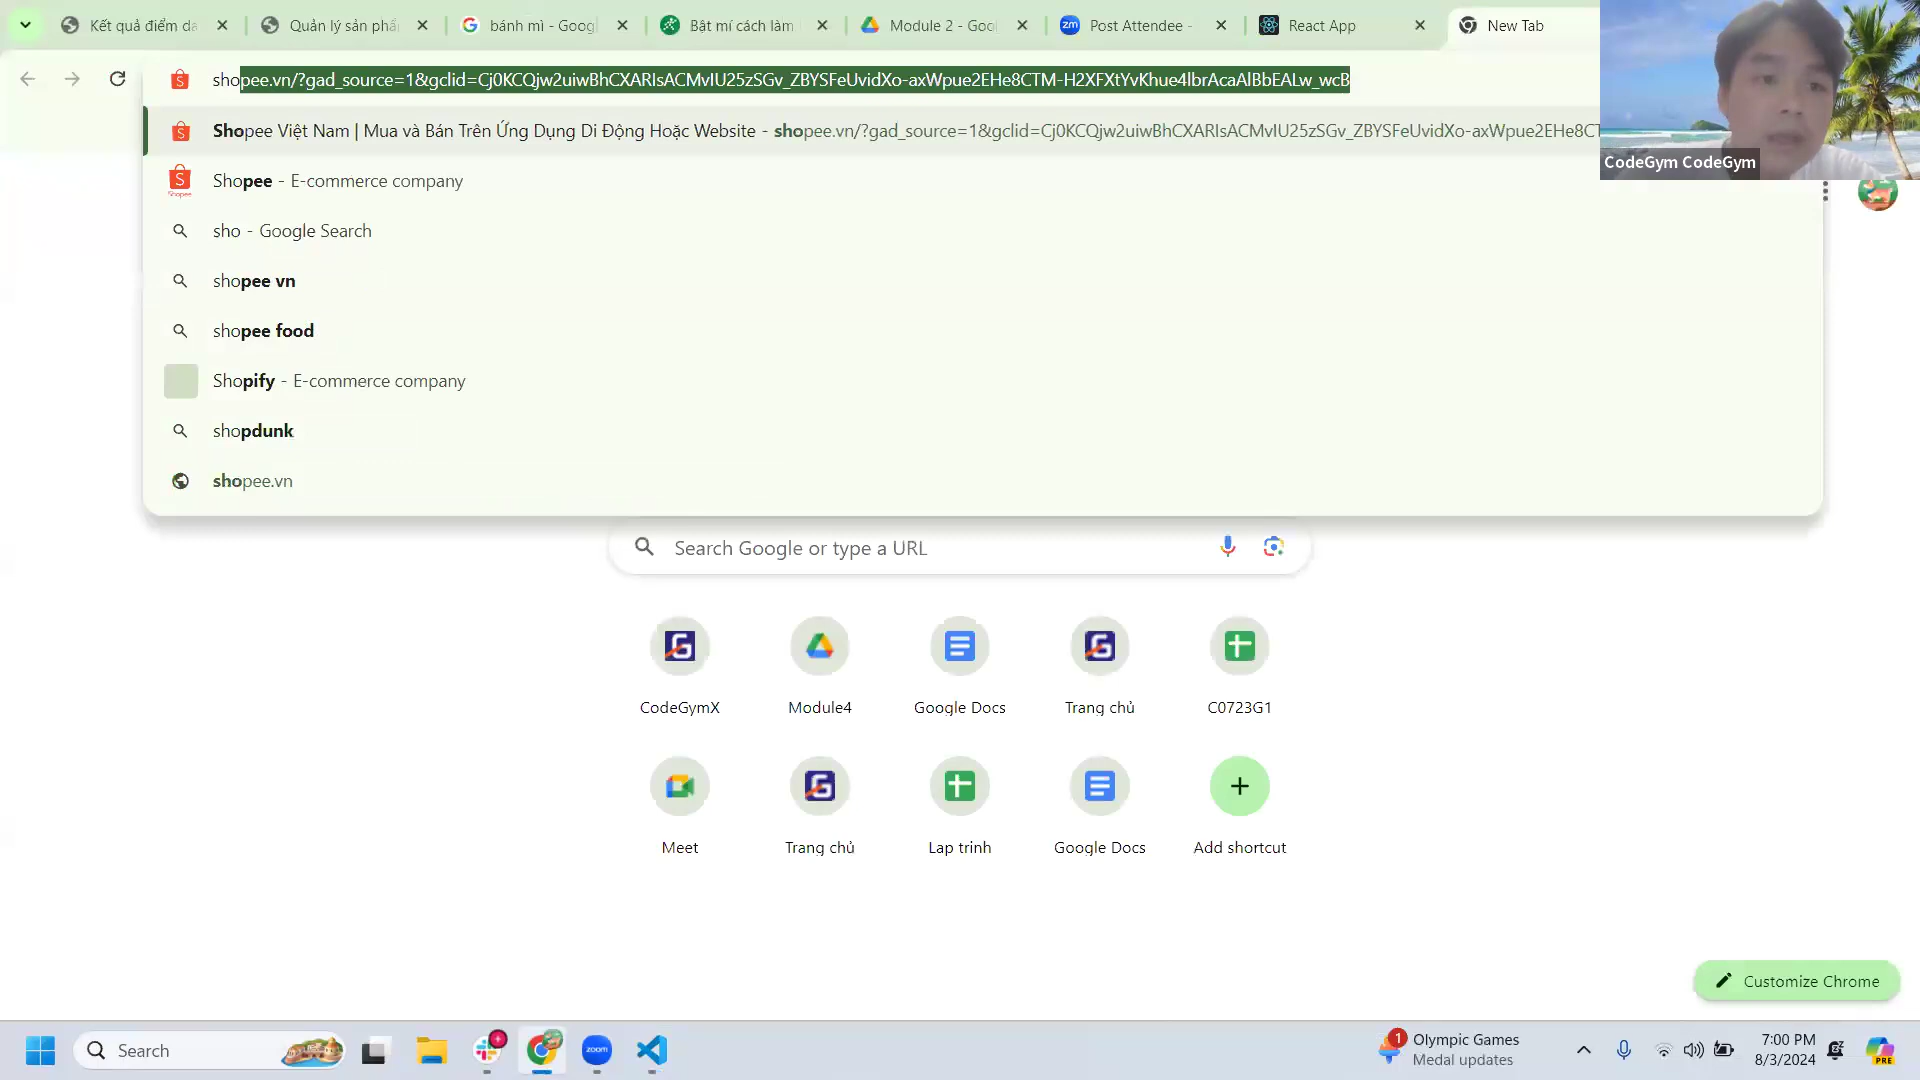 Kết quả điểm da
Quản lý sản phẩ
bánh mì - Googl
Bật mí cách làm
Module 2 - Goo
Post Attendee -
React App
New Tab
shopee.vn/?gad_source=1&gclid=Cj0KCQjw2uiwBhCXARIsACMvIU25zSGv_ZBYSFeUvidXo-axWpue2EHe8CTM-H2XFXtYvKhue4lbrAcaAlBbEALw_wcB
Shopee Việt Nam | Mua và Bán Trên Ứng Dụng Di Động Hoặc Website - shopee.vn/?gad_source=1&gclid=Cj0KCQjw2uiwBhCXARIsACMvIU25zSGv_ZBYSFeUvidXo-axWpue2EHe8CT
CodeGym CodeGym
Shopee - E-commerce company
sho - Google Search
shopee vn
shopee food
Shopify - E-commerce company
shopdunk
shopee.vn
Search Google or type a URL
CodeGymX
Module4
Google Docs
Trang chủ
C0723G1
Meet
Trang chủ
Lap trinh
Google Docs
Add shortcut
Customize Chrome
Search
zoom
1
Olympic Games
Medal updates
7:00 PM
8/3/2024
PRE